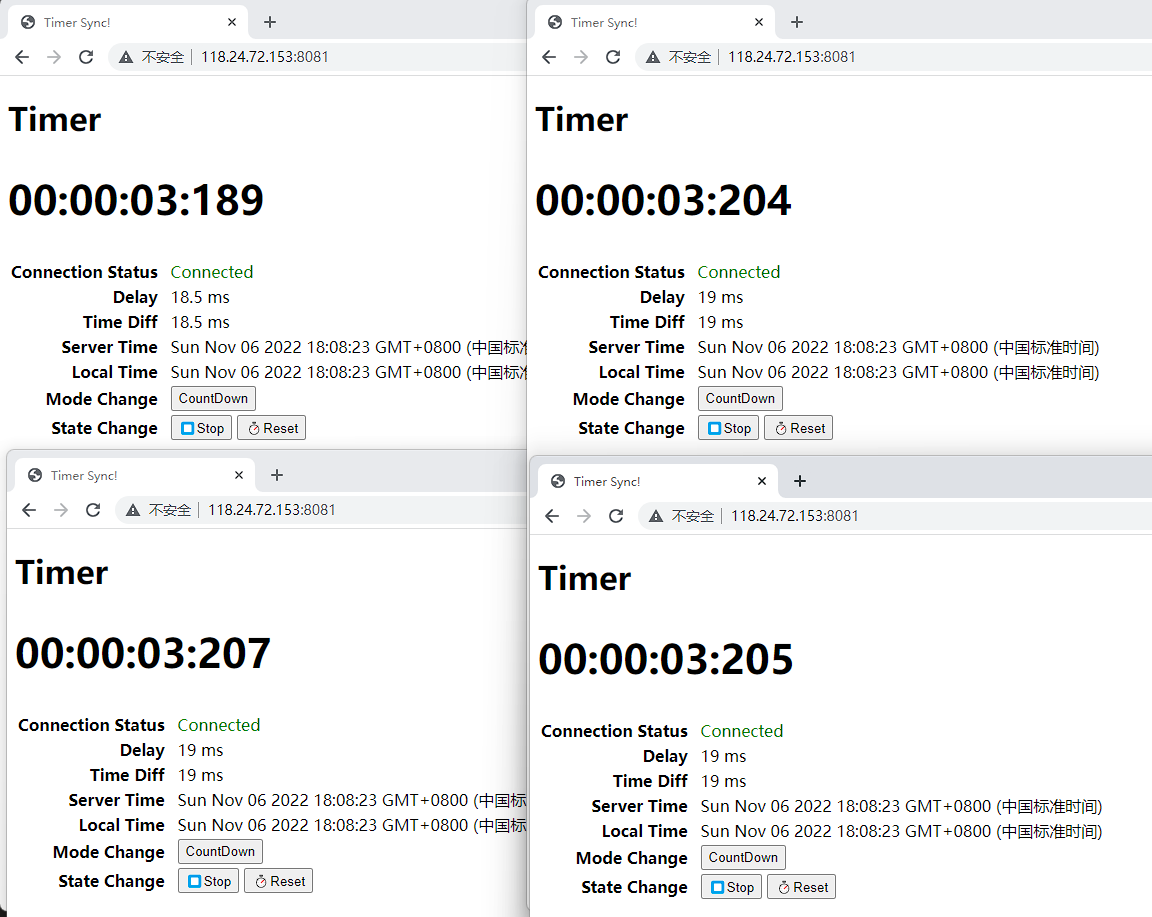 Timer Sync!
不安全 118.24.72.153:8081
Timer
00:00:03:189
Connection Status Connected
Delay 18.5 ms
Time Diff 18.5 ms
Server Time Sun Nov 06 2022 18:08:23 GMT+0800 (中国标
Local Time Sun Nov 06 2022 18:08:23 GMT+0800 (中国标
Mode Change CountDown
State Change Stop Reset
Timer Sync!
不安全 118.24.72.153:8081
Timer
00:00:03:204
Connection Status Connected
Delay 19 ms
Time Diff 19 ms
Server Time Sun Nov 06 2022 18:08:23 GMT+0800 (中国标准时间)
Local Time Sun Nov 06 2022 18:08:23 GMT+0800 (中国标准时间)
Mode Change CountDown
State Change Stop Reset
Timer Sync!
不安全 118.24.72.153:8081
Timer
00:00:03:207
Connection Status Connected
Delay 19 ms
Time Diff 19 ms
Server Time Sun Nov 06 2022 18:08:23 GMT+0800 (中国标
Local Time Sun Nov 06 2022 18:08:23 GMT+0800 (中国标
Mode Change CountDown
State Change Stop Reset
Timer Sync!
不安全 118.24.72.153:8081
Timer
00:00:03:205
Connection Status Connected
Delay 19 ms
Time Diff 19 ms
Server Time Sun Nov 06 2022 18:08:23 GMT+0800 (中国标准时间)
Local Time Sun Nov 06 2022 18:08:23 GMT+0800 (中国标准时间)
Mode Change CountDown
State Change Stop Reset